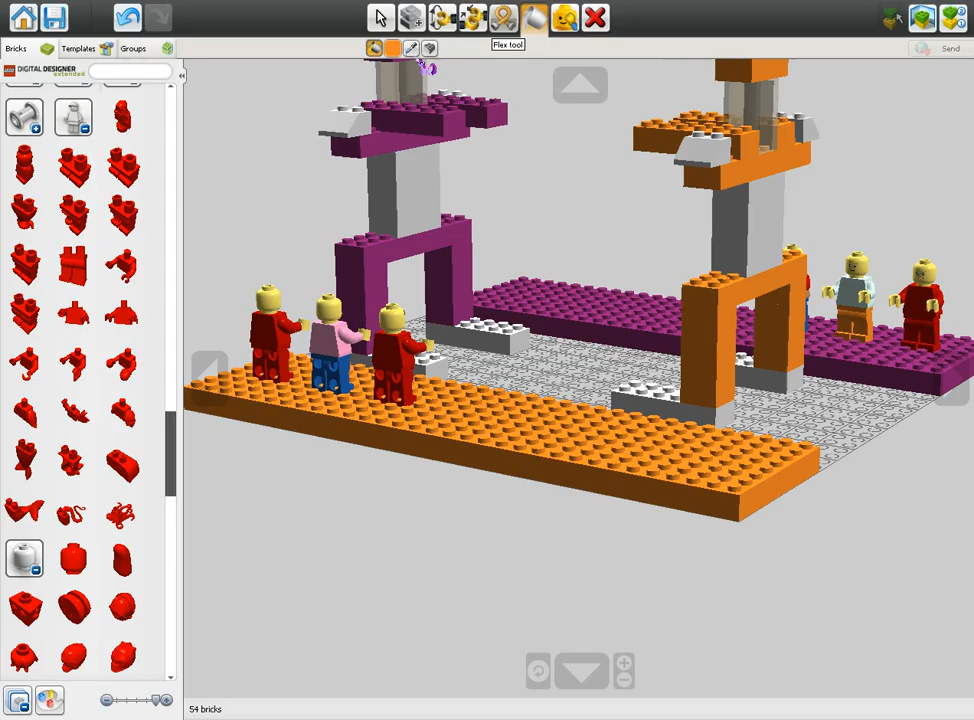 Flex tool
Bricks
Templates
Groups
Send
LEGO
DIGITAL DESIGNER
extended
54 bricks